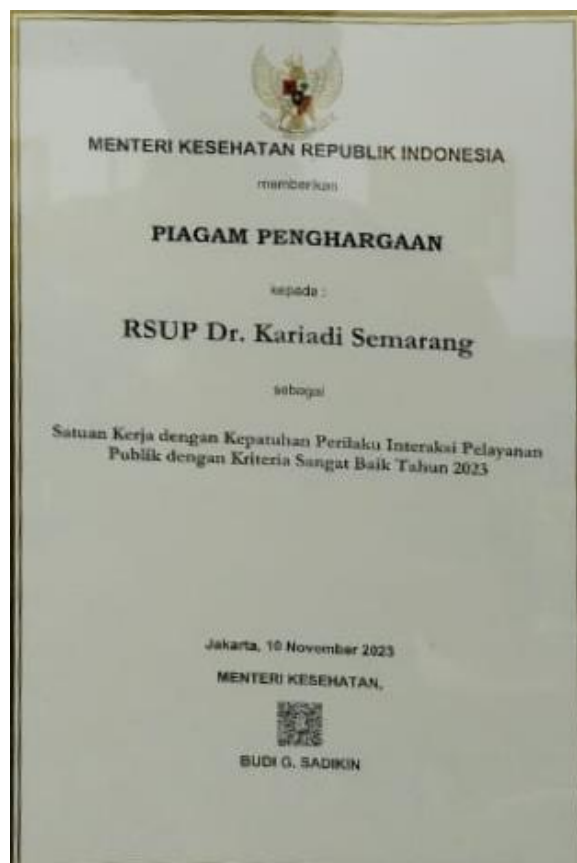 MENTERI KESEHATAN REPUBLIK INDONESIA
memberikan
PIAGAM PENGHARGAAN
kepada :
RSUP Dr. Kariadi Semarang
sebagai
Satuan Kerja dengan Kepatuhan Perilaku Interaksi Pelayanan
Publik dengan Kriteria Sangat Baik Tahun 2023
Jakarta, 10 November 2023
MENTERI KESEHATAN,
BUDI G. SADIKIN